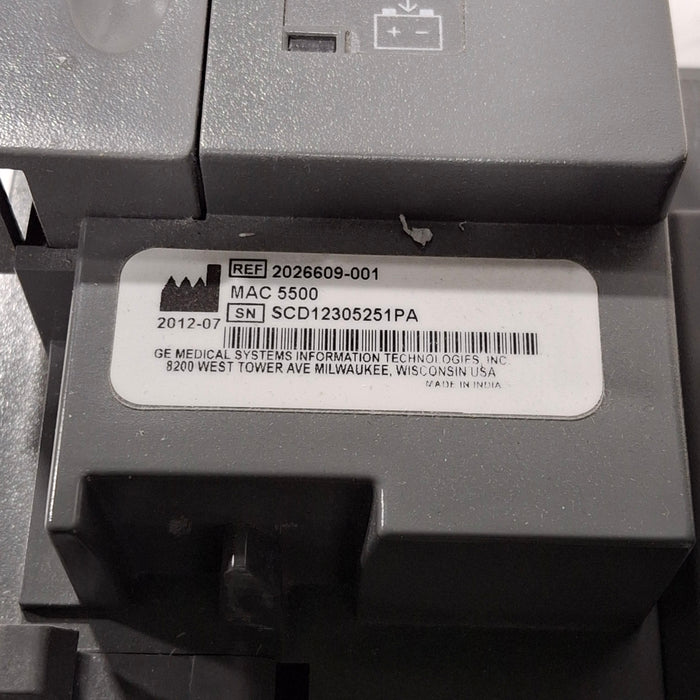 REF 2026609-001
MAC 5500
SN SCD12305251PA
2012-07
GE MEDICAL SYSTEMS INFORMATION TECHNOLOGIES, INC.
8200 WEST TOWER AVE MILWAUKEE, WISCONSIN USA
MADE IN INDIA